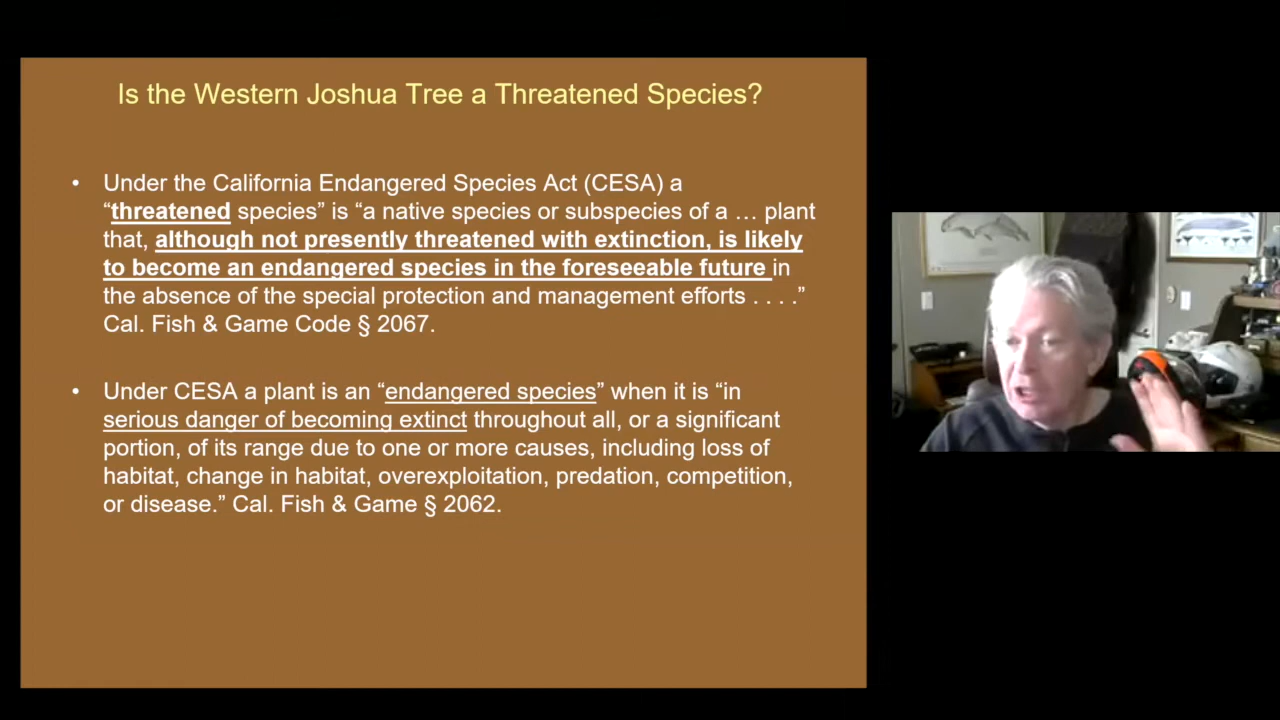 Is the Western Joshua Tree a Threatened Species?
• Under the California Endangered Species Act (CESA) a
“threatened species” is “a native species or subspecies of a … plant
that, although not presently threatened with extinction, is likely
to become an endangered species in the foreseeable future in
the absence of the special protection and management efforts . . . .”
Cal. Fish & Game Code § 2067.
• Under CESA a plant is an “endangered species” when it is “in
serious danger of becoming extinct throughout all, or a significant
portion, of its range due to one or more causes, including loss of
habitat, change in habitat, overexploitation, predation, competition,
or disease.” Cal. Fish & Game § 2062.